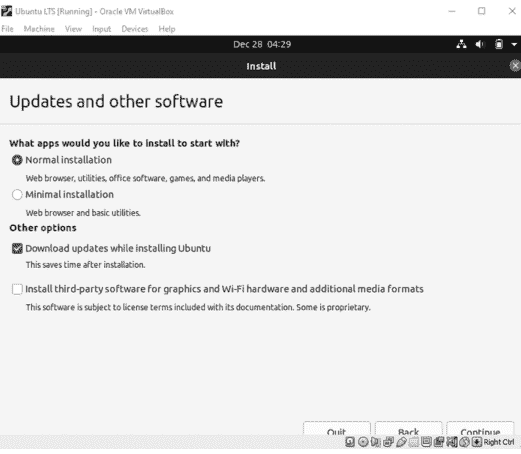 Ubuntu LTS [Running] - Oracle VM VirtualBox
File Machine View Input Devices Help
Dec 28 04:29
Install
Updates and other software
What apps would you like to install to start with?
Normal installation
Web browser, utilities, office software, games, and media players.
Minimal installation
Web browser and basic utilities.
Other options
Download updates while installing Ubuntu
This saves time after installation.
Install third-party software for graphics and Wi-Fi hardware and additional media formats
This software is subject to license terms included with its documentation. Some is proprietary.
Quit Back Continue
Right Ctrl